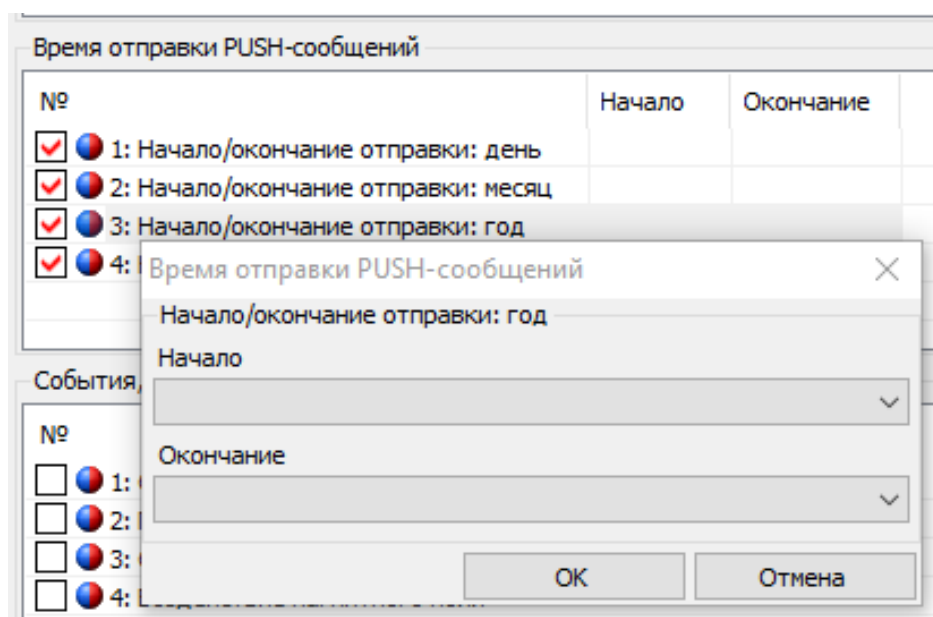 Время отправки PUSH-сообщений
№ Начало Окончание
1: Начало/окончание отправки: день
2: Начало/окончание отправки: месяц
3: Начало/окончание отправки: год
4:
Время отправки PUSH-сообщений
Начало/окончание отправки: год
Начало
Окончание
OK Отмена
События,
№
1:
2:
3:
4: